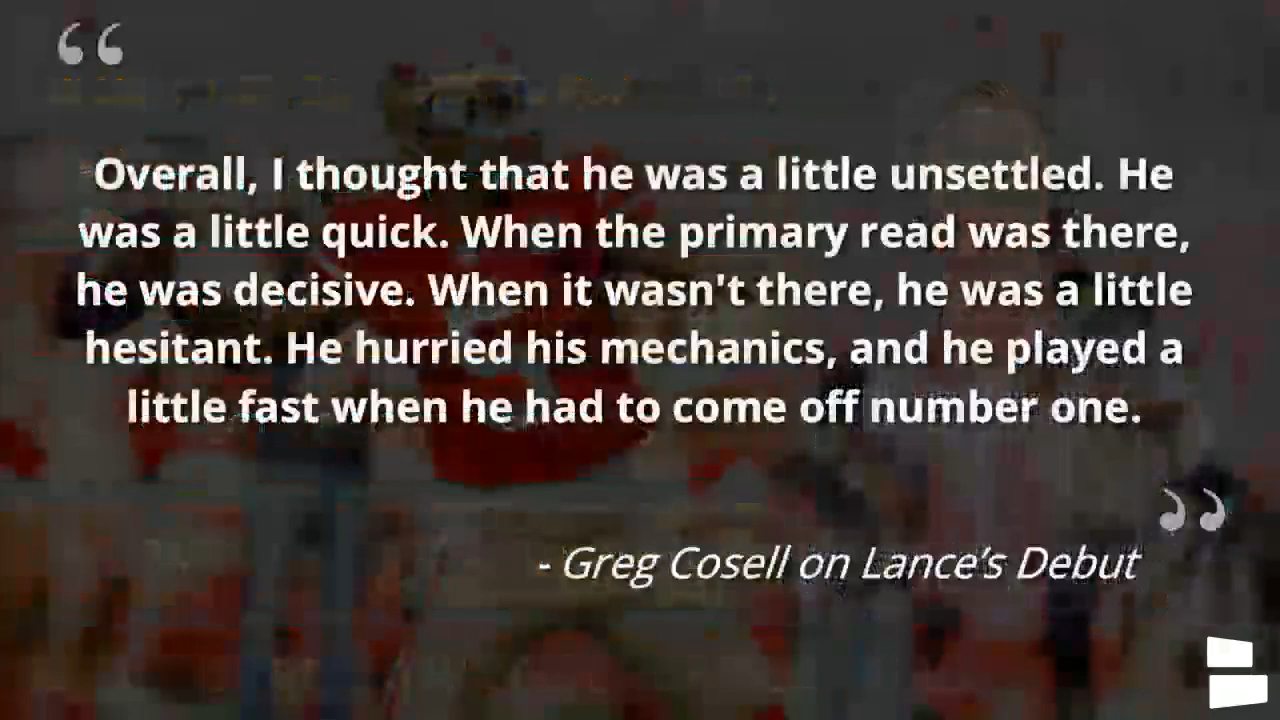 “
Overall, I thought that he was a little unsettled. He
was a little quick. When the primary read was there,
he was decisive. When it wasn't there, he was a little
hesitant. He hurried his mechanics, and he played a
little fast when he had to come off number one.
”
- Greg Cosell on Lance’s Debut